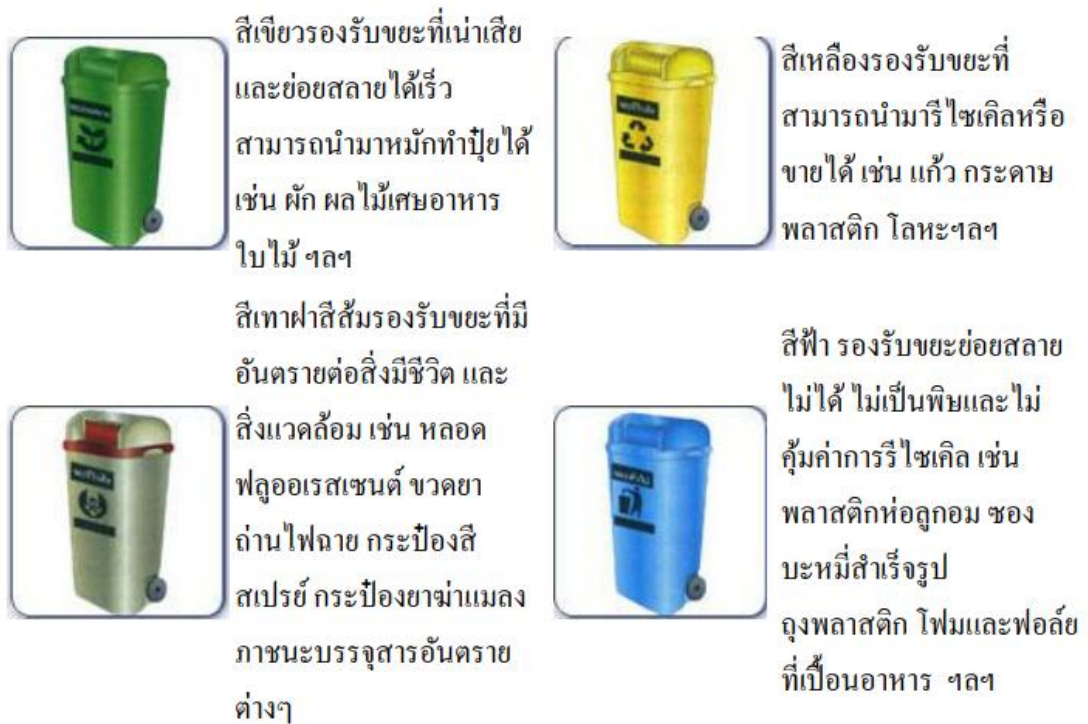 สีเขียวรองรับขยะที่เน่าเสีย
และย่อยสลายได้เร็ว
สามารถนำมาหมักทำปุ๋ยได้
เช่น ผัก ผลไม้เศษอาหาร
ใบไม้ ฯลฯ
สีเหลืองรองรับขยะที่
สามารถนำมารีไซเคิลหรือ
ขายได้ เช่น แก้ว กระดาษ
พลาสติก โลหะฯลฯ
สีเทาฝาสีส้มรองรับขยะที่มี
อันตรายต่อสิ่งมีชีวิต และ
สิ่งแวดล้อม เช่น หลอด
ฟลูออเรสเซนต์ ขวดยา
ถ่านไฟฉาย กระป๋องสี
สเปรย์ กระป๋องยาฆ่าแมลง
ภาชนะบรรจุสารอันตราย
ต่างๆ
สีฟ้า รองรับขยะย่อยสลาย
ไม่ได้ ไม่เป็นพิษและไม่
คุ้มค่าการรีไซเคิล เช่น
พลาสติกห่อลูกอม ซอง
บะหมี่สำเร็จรูป
ถุงพลาสติก โฟมและฟอล์ย
ที่เปื้อนอาหาร ฯลฯ